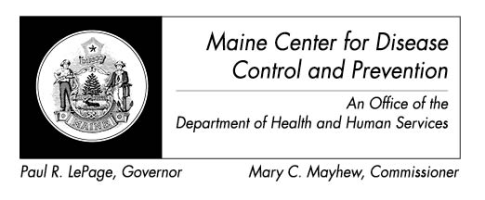 MAINE
Maine Center for Disease
Control and Prevention
An Office of the
Department of Health and Human Services
Paul R. LePage, Governor
Mary C. Mayhew, Commissioner